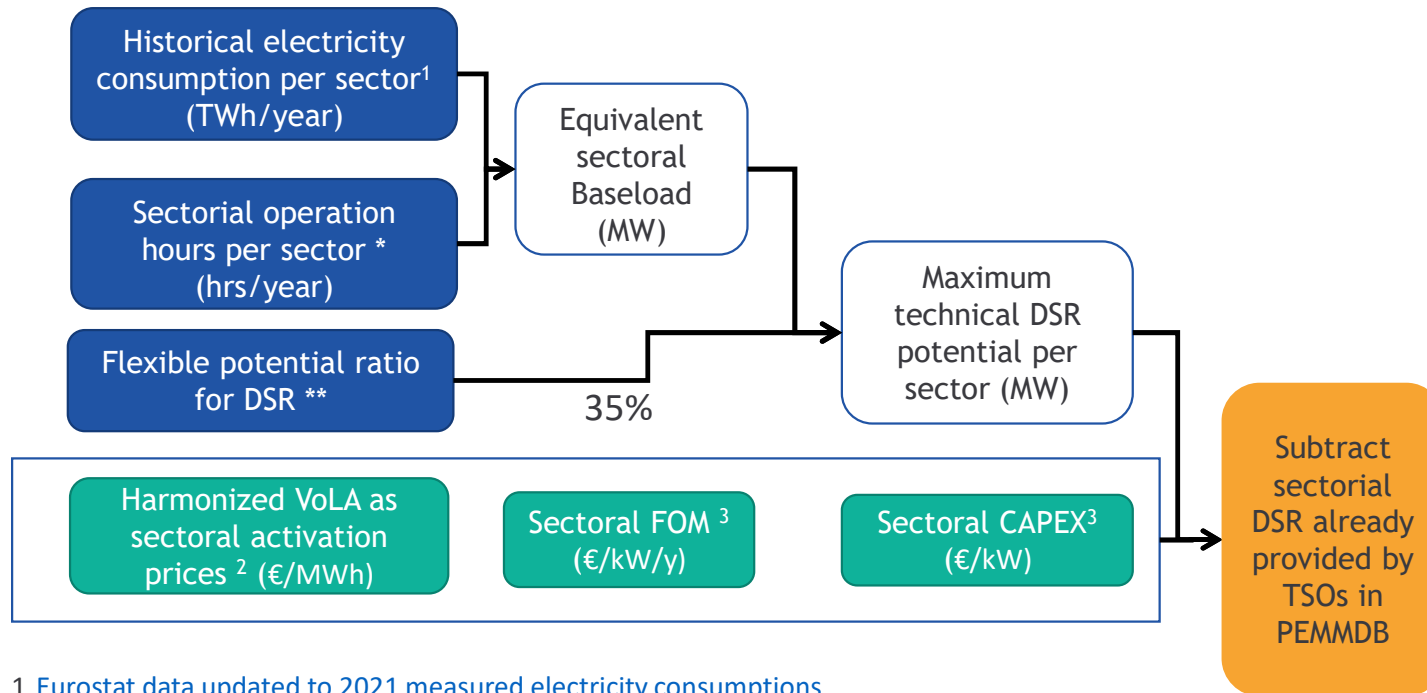 Historical electricity
consumption per sector¹
(TWh/year)
Equivalent
sectoral
Baseload
(MW)
Sectorial operation
hours per sector *
(hrs/year)
Maximum
technical DSR
potential per
sector (MW)
Flexible potential ratio
for DSR **
35%
Harmonized VoLA as
sectoral activation
prices ² (€/MWh)
Sectoral FOM ³
(€/kW/y)
Sectoral CAPEX³
(€/kW)
Subtract
sectorial
DSR already
provided by
TSOs in
PEMMDB
1 Eurostat data updated to 2021 measured electricity consumptions